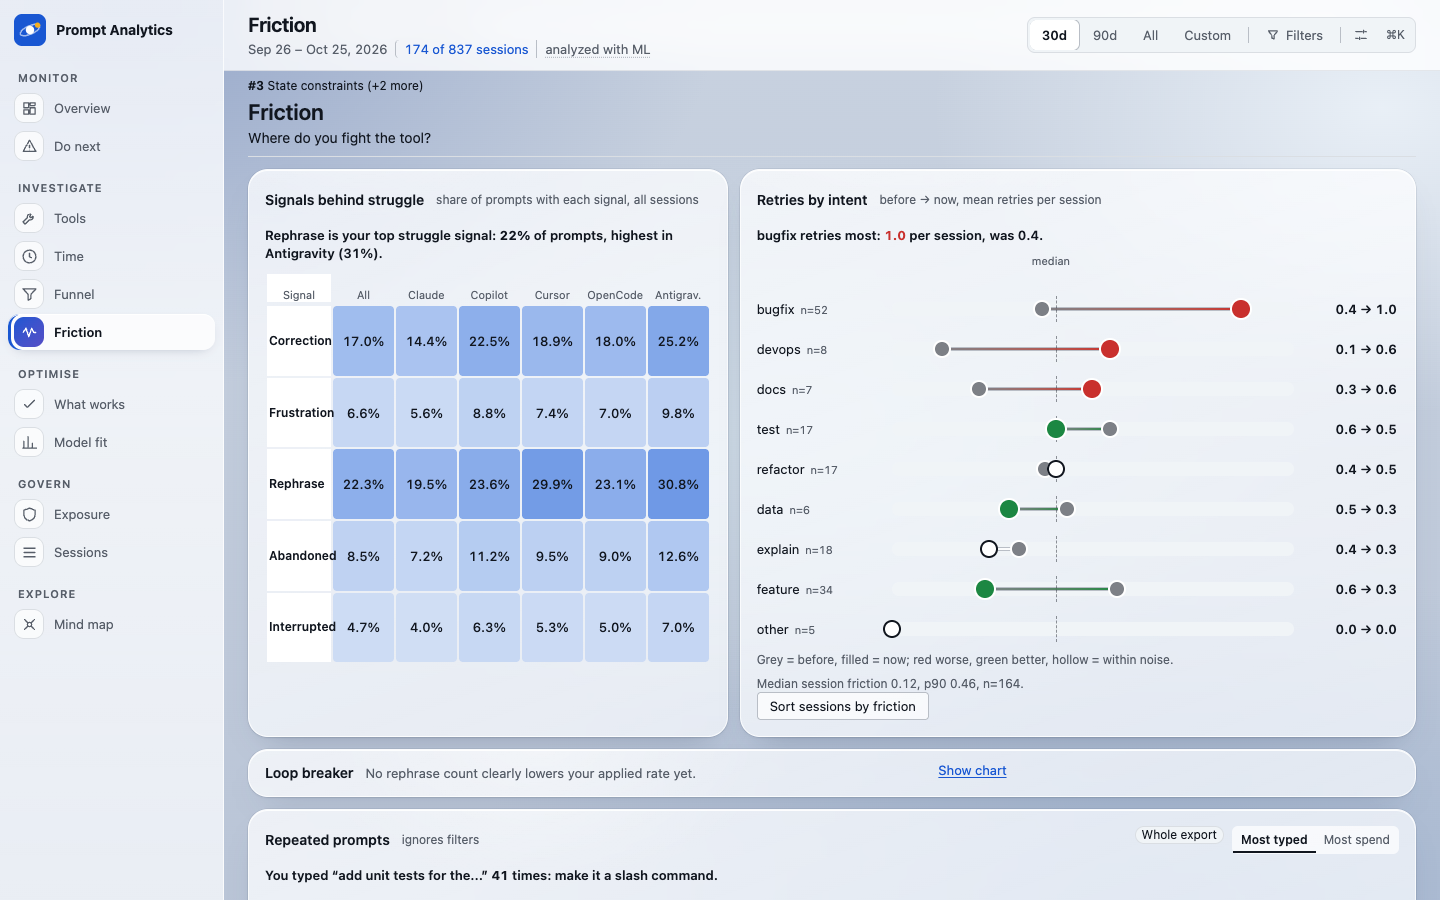 Prompt Analytics
MONITOR
Overview
Do next
INVESTIGATE
Tools
Time
Funnel
Friction
OPTIMISE
What works
Model fit
GOVERN
Exposure
Sessions
EXPLORE
Mind map
Friction
Sep 26 – Oct 25, 2026 174 of 837 sessions analyzed with ML
30d 90d All Custom Filters ⌘K
#3 State constraints (+2 more)
Friction
Where do you fight the tool?
Signals behind struggle share of prompts with each signal, all sessions
Rephrase is your top struggle signal: 22% of prompts, highest in
Antigravity (31%).
Signal All Claude Copilot Cursor OpenCode Antigrav.
Correction 17.0% 14.4% 22.5% 18.9% 18.0% 25.2%
Frustration 6.6% 5.6% 8.8% 7.4% 7.0% 9.8%
Rephrase 22.3% 19.5% 23.6% 29.9% 23.1% 30.8%
Abandoned 8.5% 7.2% 11.2% 9.5% 9.0% 12.6%
Interrupted 4.7% 4.0% 6.3% 5.3% 5.0% 7.0%
Retries by intent before → now, mean retries per session
bugfix retries most: 1.0 per session, was 0.4.
median
bugfix n=52 0.4 → 1.0
devops n=8 0.1 → 0.6
docs n=7 0.3 → 0.6
test n=17 0.6 → 0.5
refactor n=17 0.4 → 0.5
data n=6 0.5 → 0.3
explain n=18 0.4 → 0.3
feature n=34 0.6 → 0.3
other n=5 0.0 → 0.0
Grey = before, filled = now; red worse, green better, hollow = within noise.
Median session friction 0.12, p90 0.46, n=164.
Sort sessions by friction
Loop breaker No rephrase count clearly lowers your applied rate yet. Show chart
Repeated prompts ignores filters Whole export Most typed Most spend
You typed “add unit tests for the…” 41 times: make it a slash command.